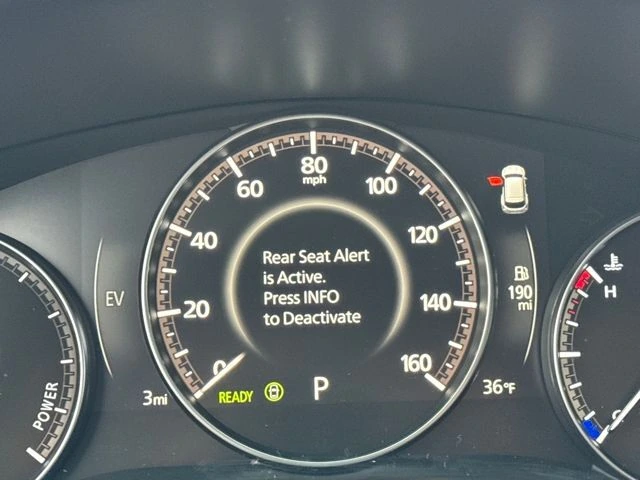 80
mph
60
100
40
120
20
140
0
160
Rear Seat Alert
is Active.
Press INFO
to Deactivate
EV
190
mi
H
C
POWER
3mi
READY
P
36°F